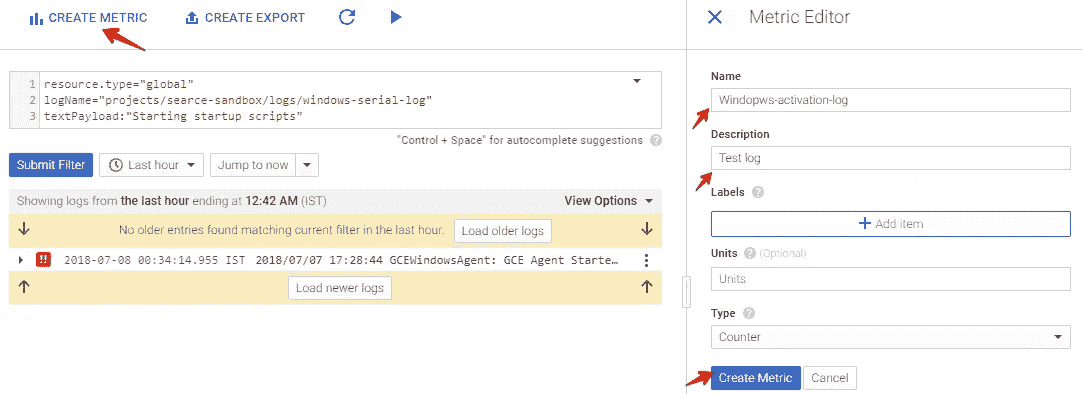 CREATE METRIC
CREATE EXPORT
1 resource.type="global"
2 logName="projects/searce-sandbox/logs/windows-serial-log"
3 textPayload:"Starting startup scripts"
"Control + Space" for autocomplete suggestions ?
Submit Filter
Last hour
Jump to now
Showing logs from the last hour ending at 12:42 AM (IST)
View Options
No older entries found matching current filter in the last hour.
Load older logs
!! 2018-07-08 00:34:14.955 IST 2018/07/07 17:28:44 GCEWindowsAgent: GCE Agent Starte…
Load newer logs
Metric Editor
Name
Windopws-activation-log
Description
Test log
Labels ?
+ Add item
Units ? (Optional)
Units
Type ?
Counter
Create Metric
Cancel